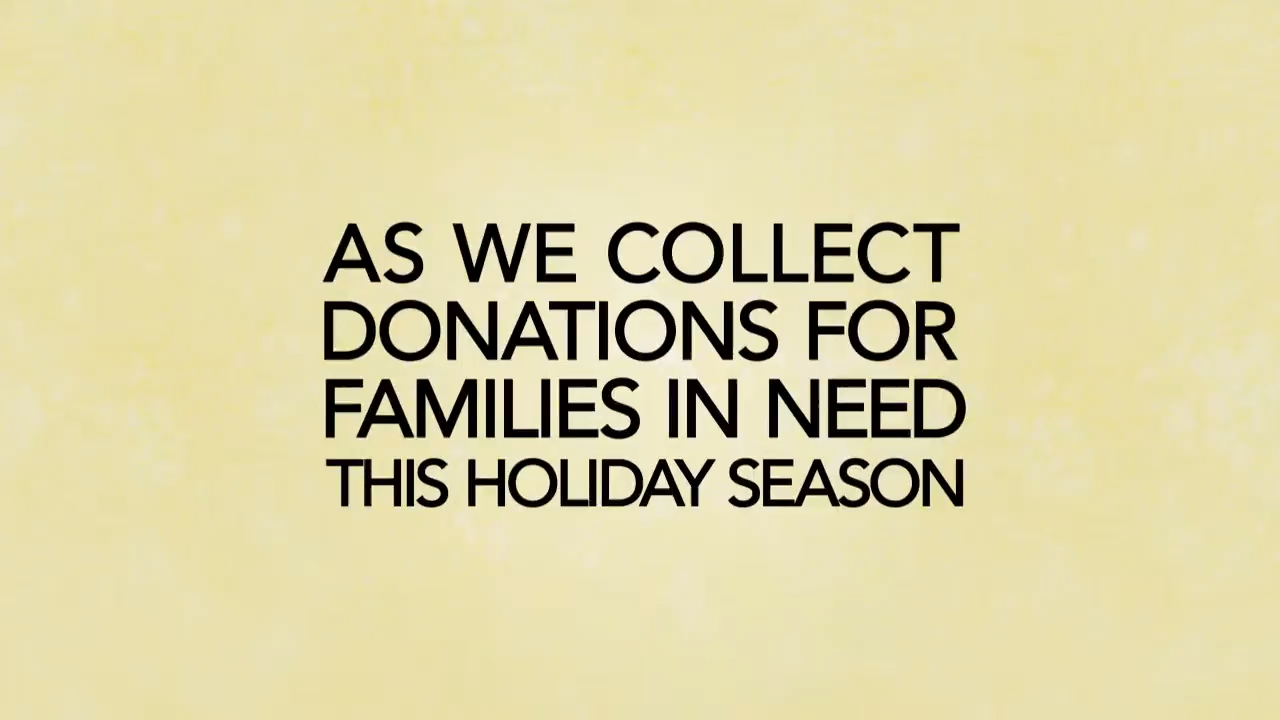 AS WE COLLECT
DONATIONS FOR
FAMILIES IN NEED
THIS HOLIDAY SEASON